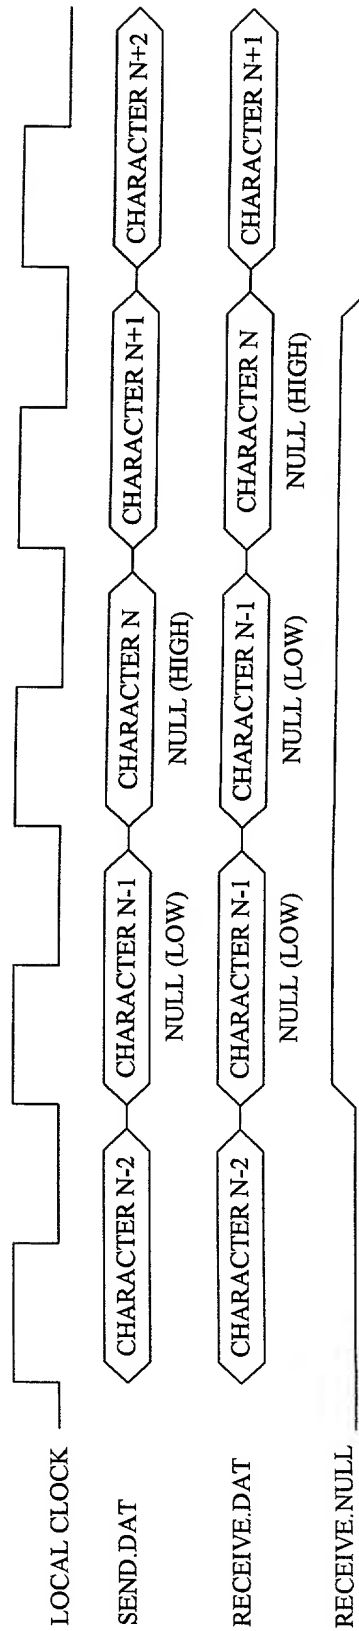 LOCAL CLOCK
SEND.DAT
CHARACTER N-2
CHARACTER N-1
CHARACTER N
CHARACTER N+1
CHARACTER N+2
NULL (LOW)
NULL (HIGH)
RECEIVE.DAT
CHARACTER N-2
CHARACTER N-1
CHARACTER N-1
CHARACTER N
CHARACTER N+1
NULL (LOW)
NULL (LOW)
NULL (HIGH)
RECEIVE.NULL